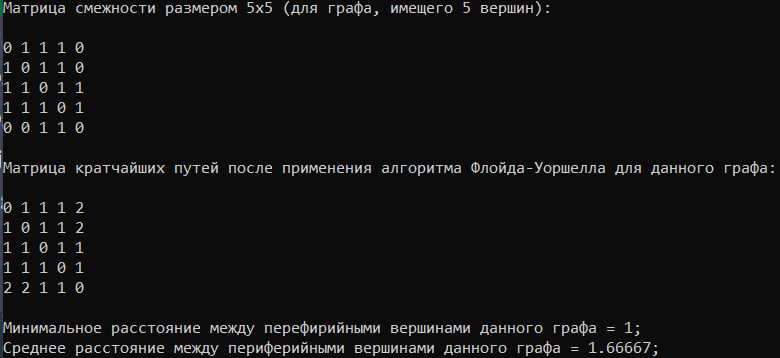 Матрица смежности размером 5x5 (для графа, имещего 5 вершин):
0 1 1 1 0
1 0 1 1 0
1 1 0 1 1
1 1 1 0 1
0 0 1 1 0
Матрица кратчайших путей после применения алгоритма Флойда-Уоршелла для данного графа:
0 1 1 1 2
1 0 1 1 2
1 1 0 1 1
1 1 1 0 1
2 2 1 1 0
Минимальное расстояние между перефирийными вершинами данного графа = 1;
Среднее расстояние между периферийными вершинами данного графа = 1.66667;